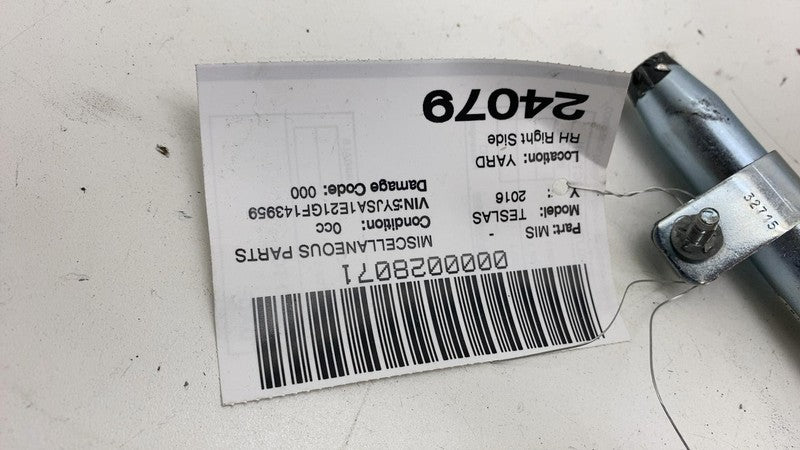 0000028071
MISCELLANEOUS PARTS
Part: MIS - Condition: 0cc
Model: TESLAS VIN:5YJSA1E21GF143959
Y: 2016 Damage Code: 000
Location: YARD
RH Right Side
24079
32715